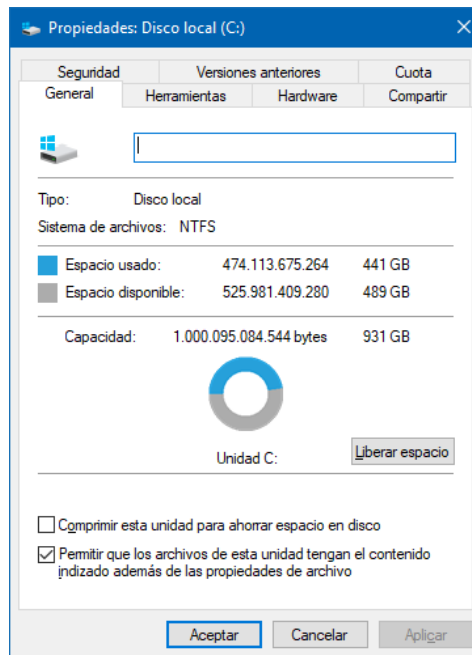 Propiedades: Disco local (C:)
Seguridad Versiones anteriores Cuota
General Herramientas Hardware Compartir
Tipo: Disco local
Sistema de archivos: NTFS
Espacio usado: 474.113.675.264 441 GB
Espacio disponible: 525.981.409.280 489 GB
Capacidad: 1.000.095.084.544 bytes 931 GB
Unidad C:
Liberar espacio
Comprimir esta unidad para ahorrar espacio en disco
Permitir que los archivos de esta unidad tengan el contenido
indizado además de las propiedades de archivo
Aceptar Cancelar Aplicar